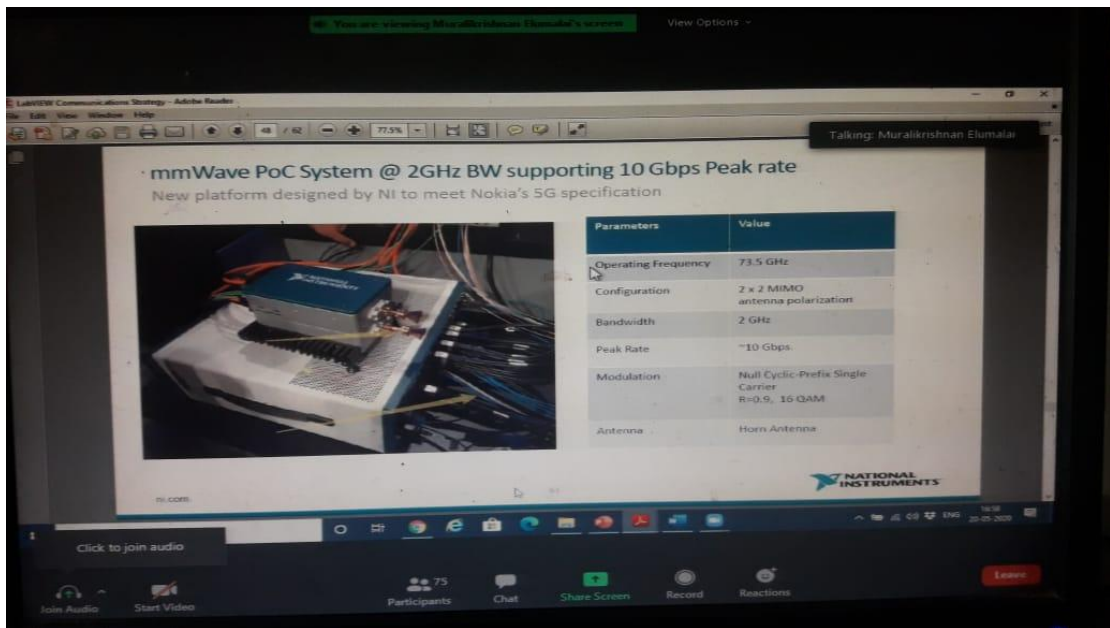 You are viewing Muralikrishnan Elumalai's screen
View Options
LabVIEW Communications Strategy - Adobe Reader
File Edit View Window Help
48 / 62
77.5%
Talking: Muralikrishnan Elumalai
mmWave PoC System @ 2GHz BW supporting 10 Gbps Peak rate
New platform designed by NI to meet Nokia's 5G specification
Parameters Value
Operating Frequency 73.5 GHz
Configuration 2 x 2 MIMO
antenna polarization
Bandwidth 2 GHz
Peak Rate ~10 Gbps.
Modulation Null Cyclic-Prefix Single
Carrier
R=0.9, 16 QAM
Antenna Horn Antenna
NATIONAL
INSTRUMENTS
NATIONAL
INSTRUMENTS
ni.com
ENG
20-05-2020
Click to join audio
75
Join Audio
Start Video
Participants
Chat
Share Screen
Record
Reactions
Leave